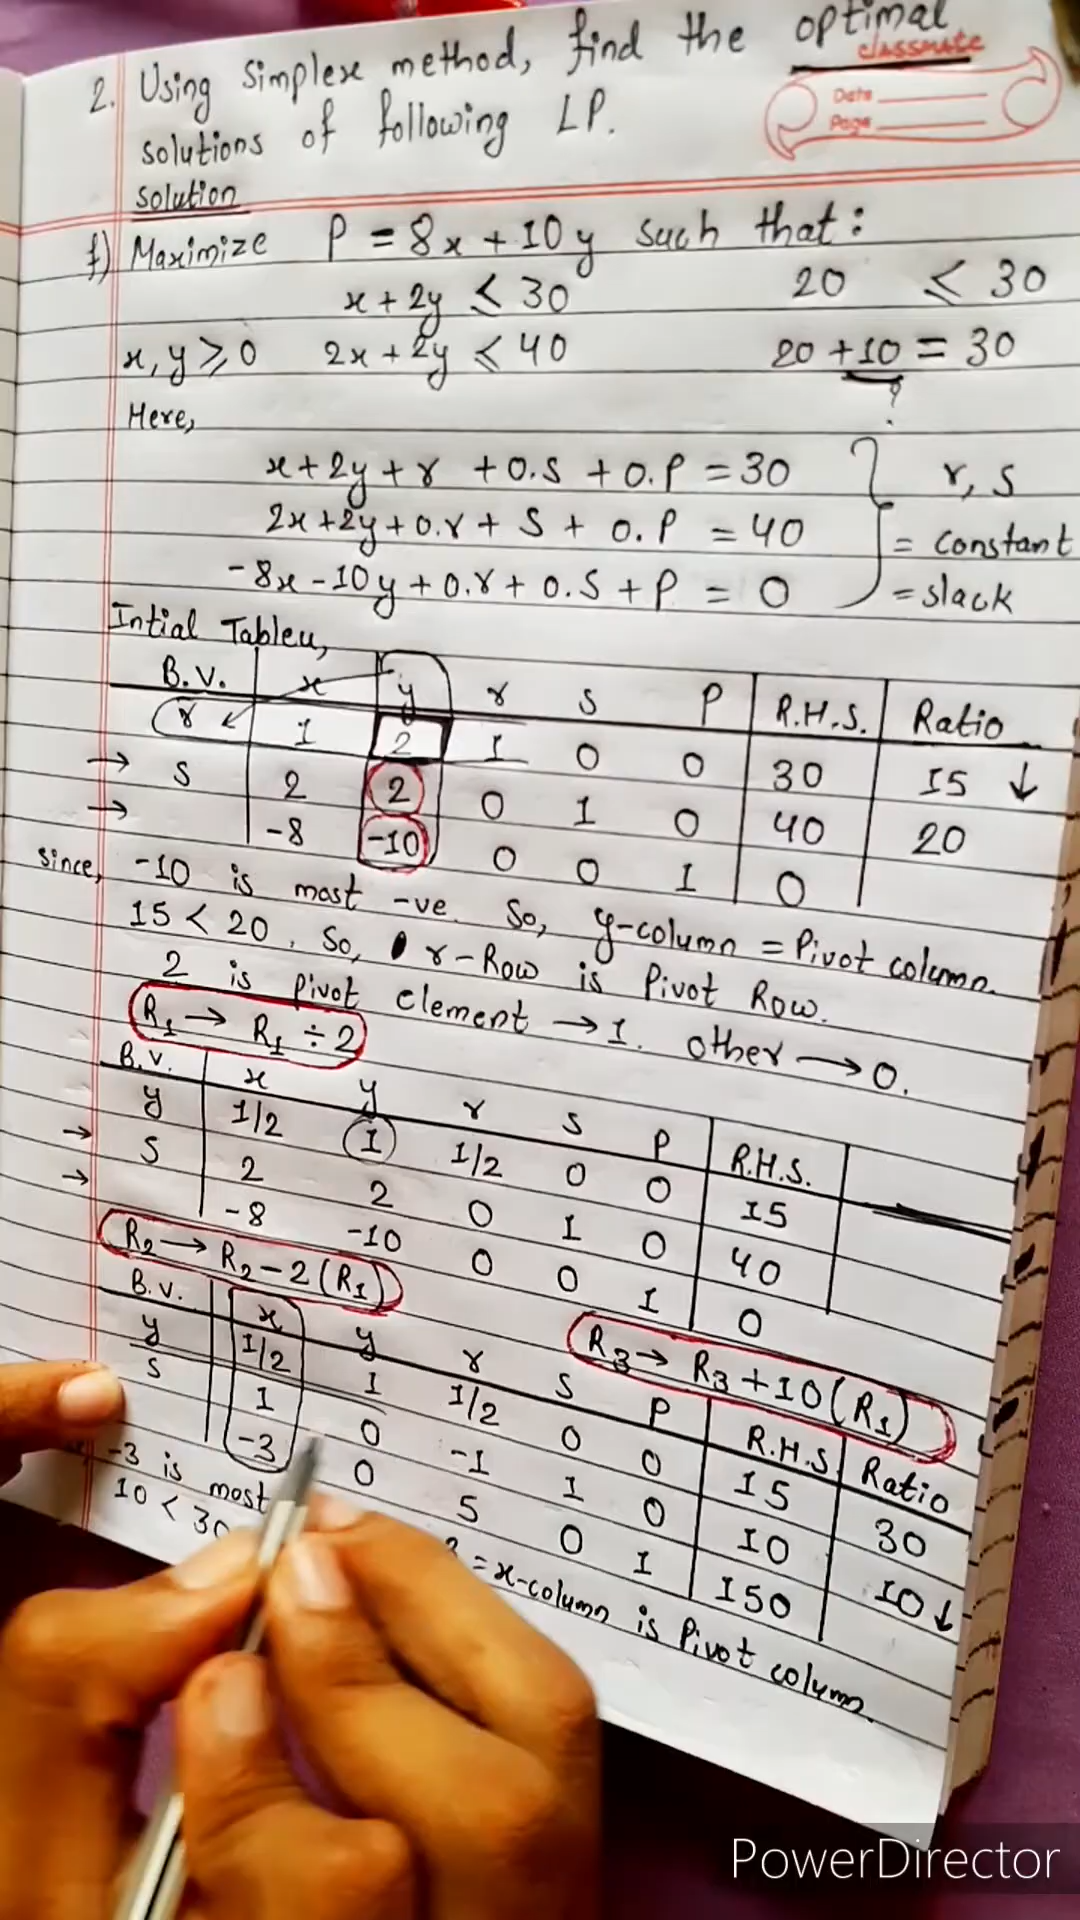 2. Using Simplex method, find the optimal
classmate
Date
Page
solutions of following LP.
solution
f) Maximize P = 8x + 10y such that:
x + 2y ≤ 30 20 ≤ 30
x, y ≥ 0 2x + 2y ≤ 40 20 + 10 = 30
?
Here,
x + 2y + r + 0.s + 0.P = 30
2x + 2y + 0.r + s + 0.P = 40
-8x - 10y + 0.r + 0.s + P = 0
r, s
= constant
= slack
Intial Tableu,
B.V. x y r s P R.H.S. Ratio
r 1 2 1 0 0 30 15 ↓
→ s 2 2 0 1 0 40 20
→ -8 -10 0 0 1 0
since, -10 is most -ve. So, y-column = Pivot column.
15 < 20. So, r-Row is Pivot Row.
2 is pivot element → 1. other → 0.
R1 → R1 ÷ 2
B.V. x y r s P R.H.S.
y 1/2 1 1/2 0 0 15
→ s 2 2 0 1 0 40
→ -8 -10 0 0 1 0
R2 → R2 - 2(R1) R3 → R3 + 10(R1)
B.V. x y r s P R.H.S Ratio
y 1/2 1 1/2 0 0 15 30
s 1 0 -1 1 0 10 10 ↓
-3 0 5 0 1 150
-3 is most = x-column is Pivot column.
10 < 30
PowerDirector